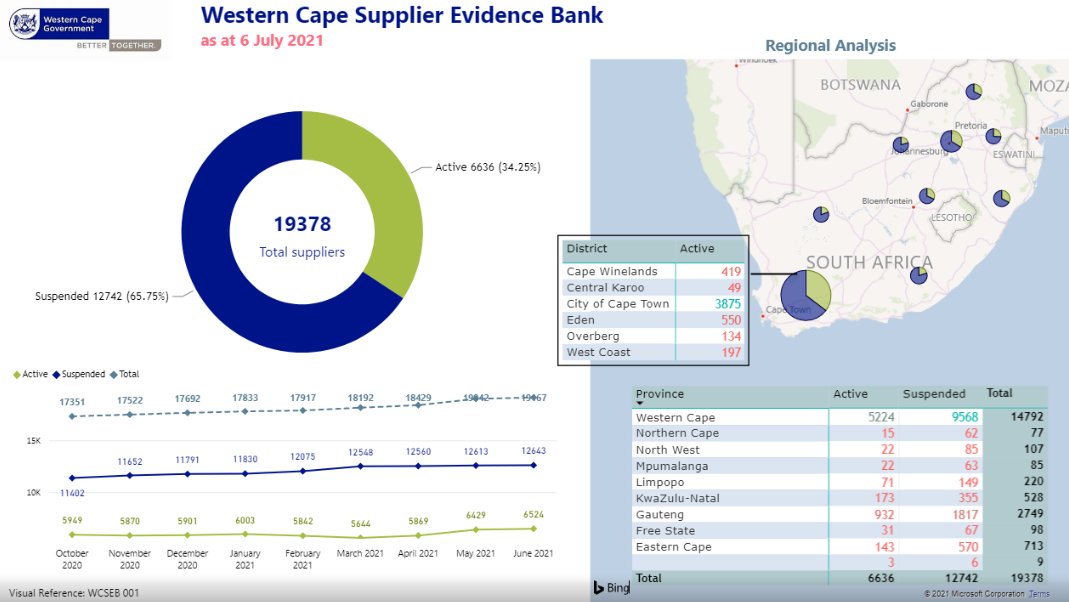 Western Cape
Government
BETTER TOGETHER.
Western Cape Supplier Evidence Bank
as at 6 July 2021
Regional Analysis
19378
Total suppliers
Active 6636 (34.25%)
Suspended 12742 (65.75%)
Windhoek
BOTSWANA
MOZA
Gaborone
Pretoria
Maputo
Johannesburg
ESWATINI
Bloemfontein
LESOTHO
SOUTH AFRICA
Cape Town
District Active
Cape Winelands 419
Central Karoo 49
City of Cape Town 3875
Eden 550
Overberg 134
West Coast 197
Active Suspended Total
17351 17522 17692 17833 17917 18192 18429 19042 19167
15K
11402 11652 11791 11830 12075 12548 12560 12613 12643
10K
5949 5870 5901 6003 5842 5644 5869 6429 6524
October November December January February March 2021 April 2021 May 2021 June 2021
2020 2020 2020 2021 2021
Province Active Suspended Total
Western Cape 5224 9568 14792
Northern Cape 15 62 77
North West 22 85 107
Mpumalanga 22 63 85
Limpopo 71 149 220
KwaZulu-Natal 173 355 528
Gauteng 932 1817 2749
Free State 31 67 98
Eastern Cape 143 570 713
3 6 9
Total 6636 12742 19378
Bing
© 2021 Microsoft Corporation Terms
Visual Reference: WCSEB 001